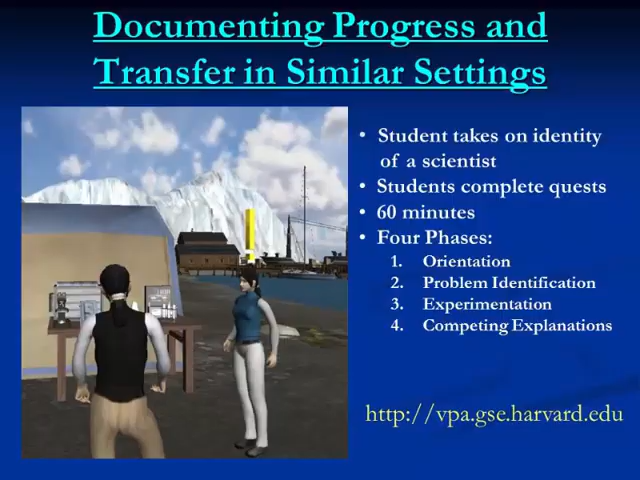 Documenting Progress and
Transfer in Similar Settings
• Student takes on identity
of a scientist
• Students complete quests
• 60 minutes
• Four Phases:
1. Orientation
2. Problem Identification
3. Experimentation
4. Competing Explanations
http://vpa.gse.harvard.edu